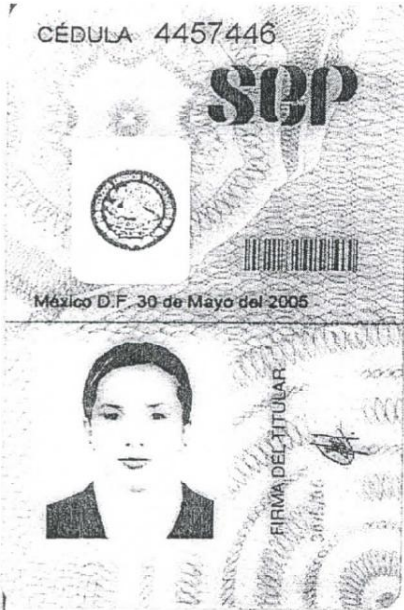 CÉDULA 4457446
SEP
México D.F. 30 de Mayo del 2005
FIRMA DEL TITULAR